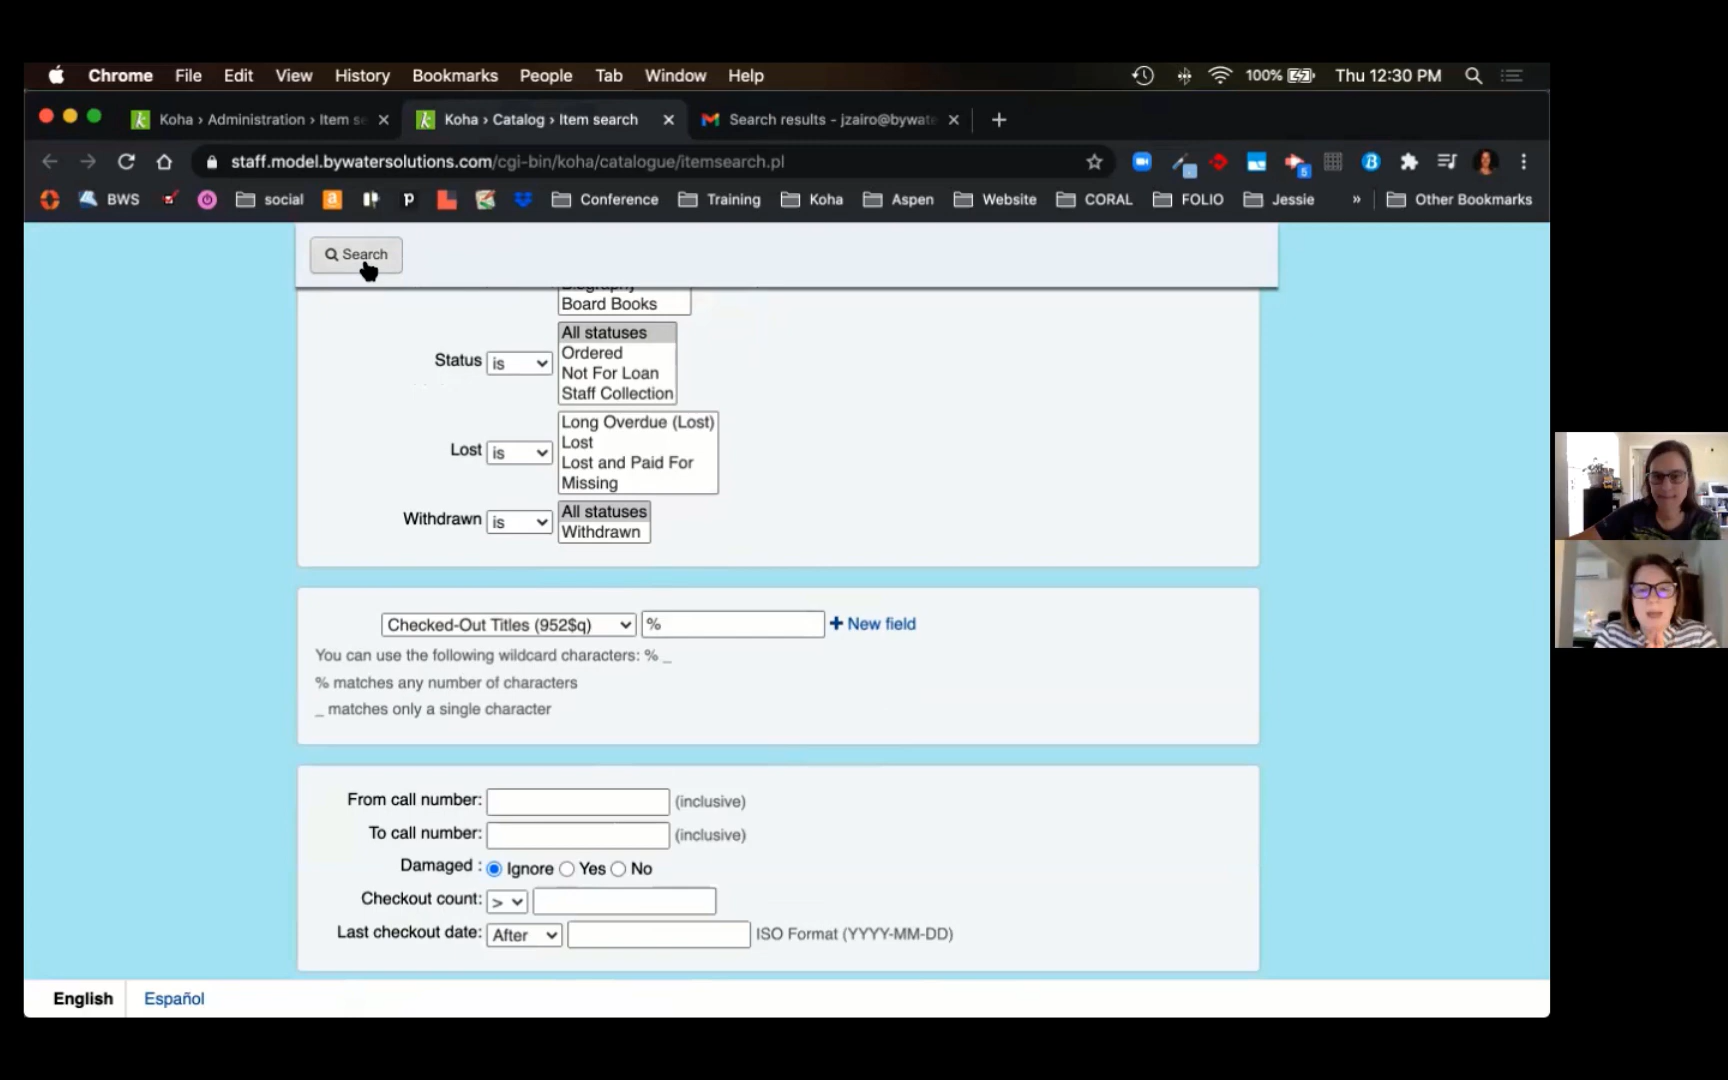 Chrome File Edit View History Bookmarks People Tab Window Help 100% Thu 12:30 PM
Koha › Administration › Item se Koha › Catalog › Item search Search results - jzairo@bywate
staff.model.bywatersolutions.com/cgi-bin/koha/catalogue/itemsearch.pl
BWS social Conference Training Koha Aspen Website CORAL FOLIO Jessie » Other Bookmarks
Search
Biography
Board Books
Status is
All statuses
Ordered
Not For Loan
Staff Collection
Lost is
Long Overdue (Lost)
Lost
Lost and Paid For
Missing
Withdrawn is
All statuses
Withdrawn
Checked-Out Titles (952$q) % + New field
You can use the following wildcard characters: % _
% matches any number of characters
_ matches only a single character
From call number: (inclusive)
To call number: (inclusive)
Damaged : Ignore Yes No
Checkout count: >
Last checkout date: After ISO Format (YYYY-MM-DD)
English Español